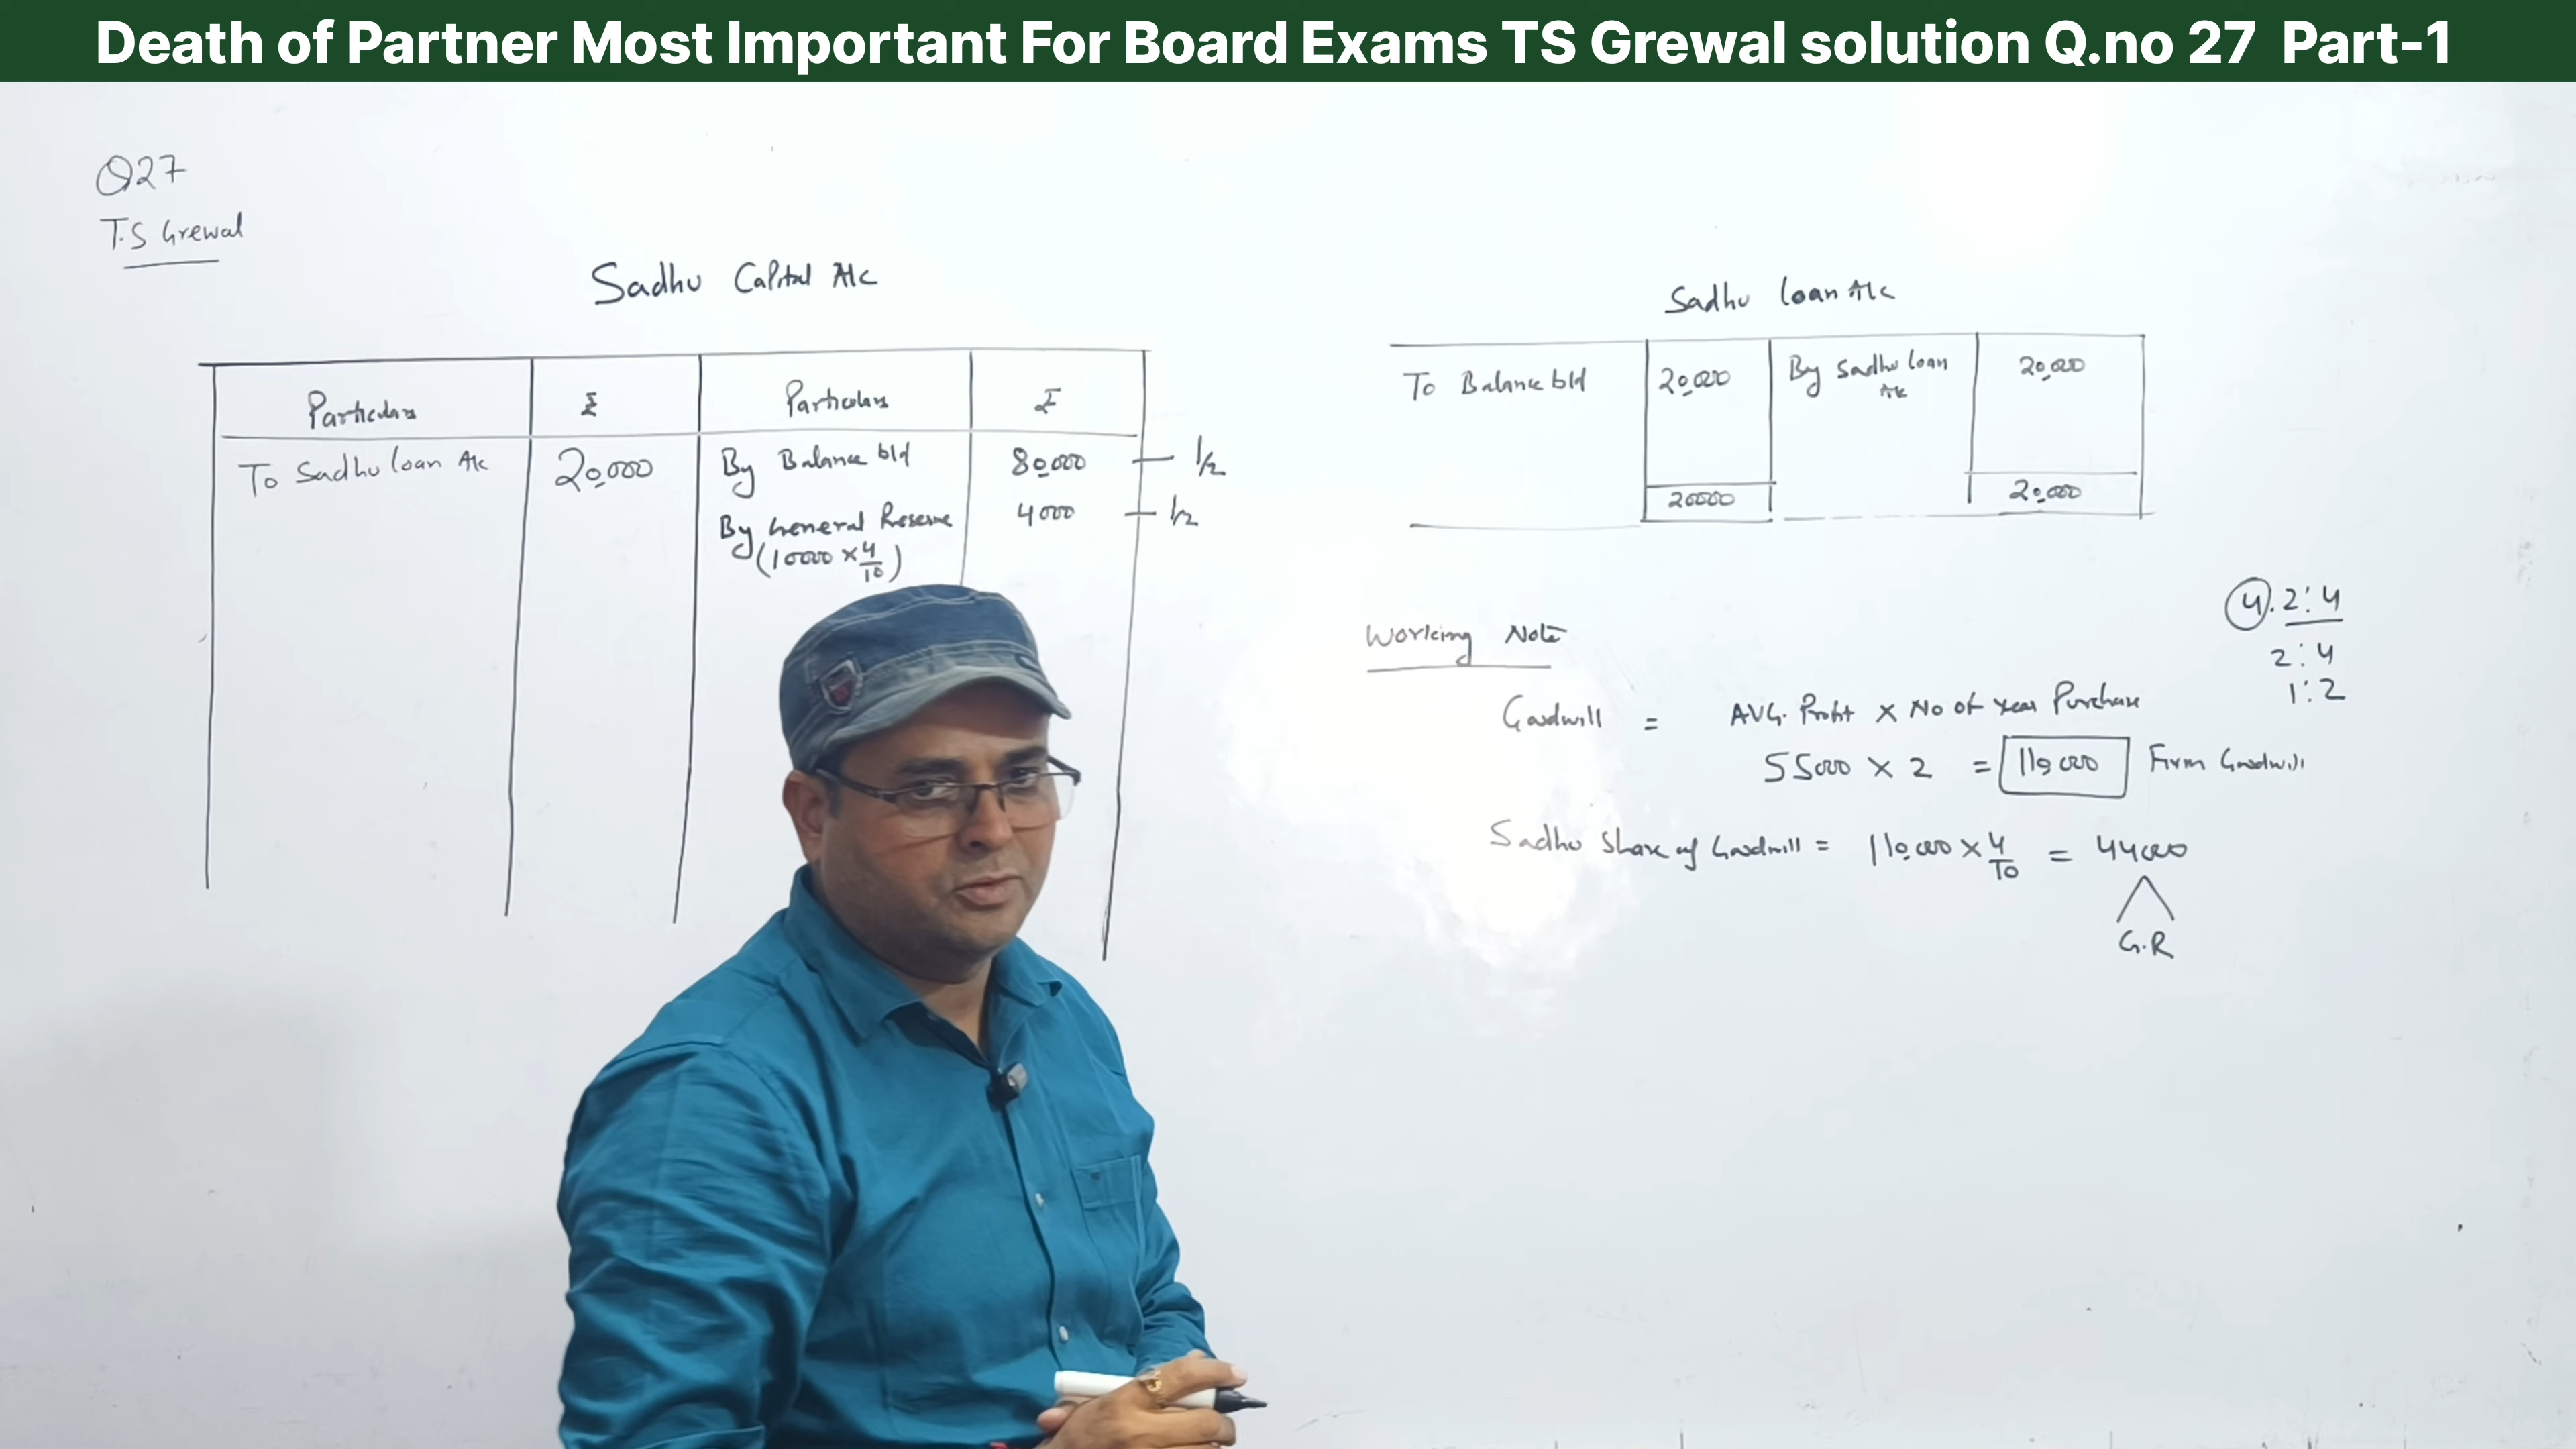 Death of Partner Most Important For Board Exams TS Grewal solution Q.no 27 Part-1
Q27
T.S Grewal
Sadhu Capital A/c
Particulars ₹ Particulars ₹
To Sadhu loan A/c 20,000 By Balance b/d 80,000 1/2
By General Reserve 4000 1/2
(10000 × 4/10)
Sadhu loan A/c
To Balance b/d 20,000 By Sadhu loan A/c 20,000
20000 20,000
4.2:4
2:4
1:2
Working Note
Goodwill = AVG. Profit × No of year Purchase
55000 × 2 = 110,000 Firm Goodwill
Sadhu Share of Goodwill = 110,000 × 4/10 = 44000
G.R